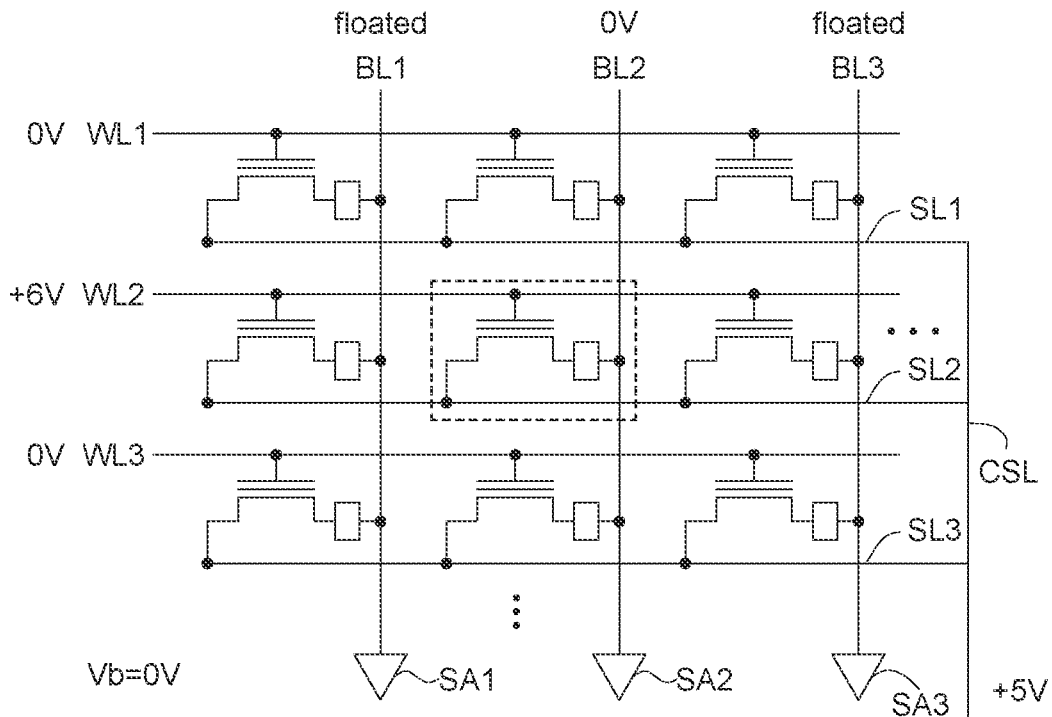 floated 0V floated
BL1 BL2 BL3
0V WL1
SL1
+6V WL2
SL2
0V WL3
CSL
SL3
Vb=0V SA1 SA2 SA3 +5V